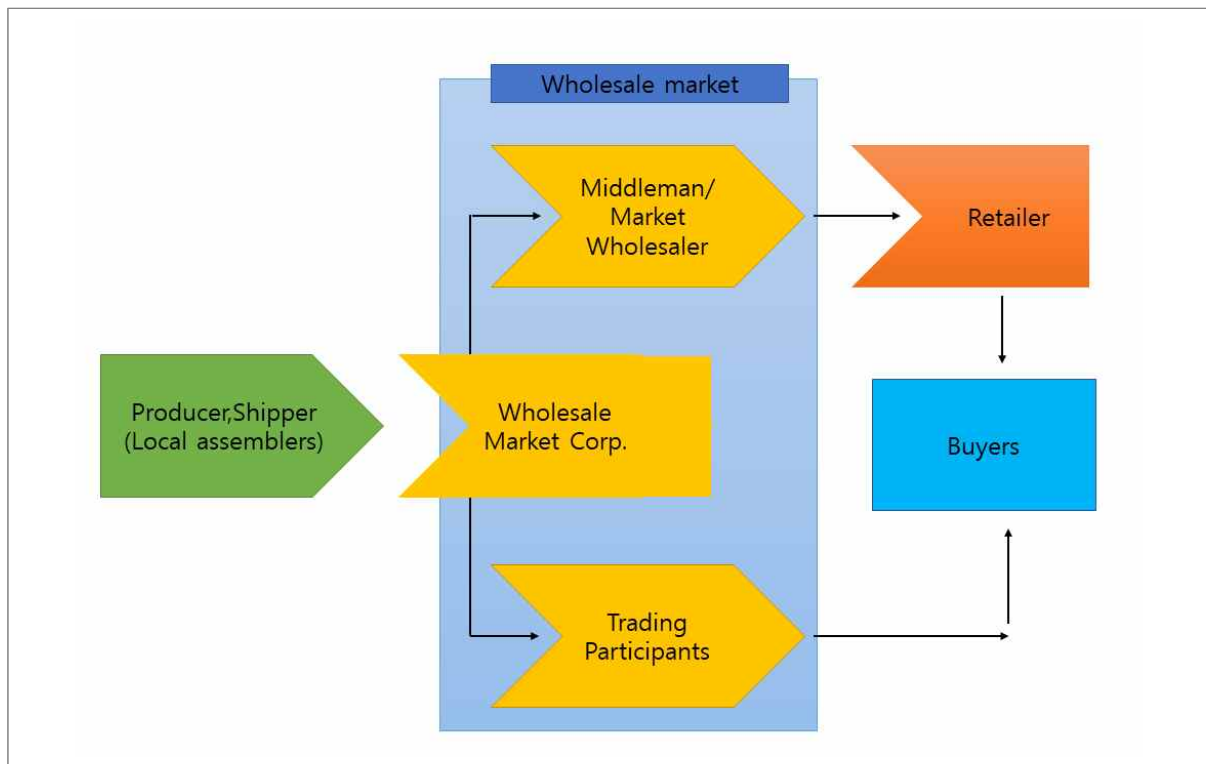 Wholesale market
Middleman/
Market
Wholesaler
Retailer
Producer,Shipper
(Local assemblers)
Wholesale
Market Corp.
Buyers
Trading
Participants